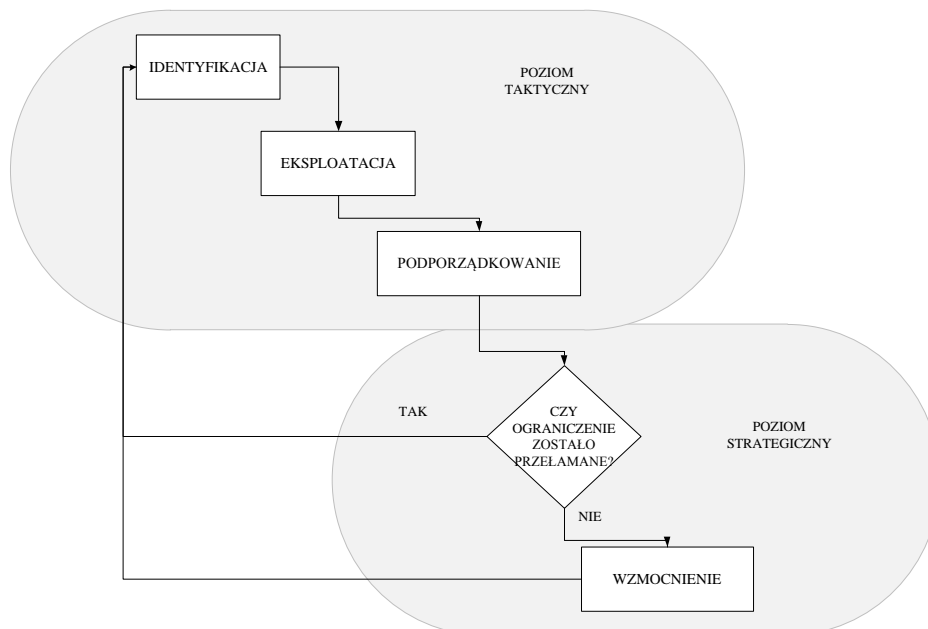 IDENTYFIKACJA
POZIOM
TAKTYCZNY
EKSPLOATACJA
PODPORZĄDKOWANIE
TAK
CZY
OGRANICZENIE
ZOSTAŁO
PRZEŁAMANE?
POZIOM
STRATEGICZNY
NIE
WZMOCNIENIE